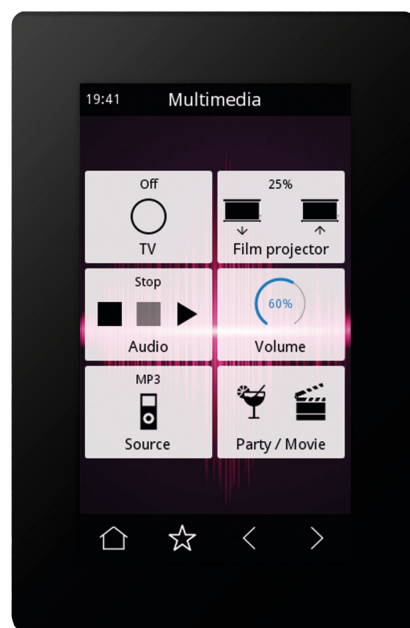 19:41 Multimedia
Off
TV
25%
Film projector
Stop
Audio
60%
Volume
MP3
Source
Party / Movie